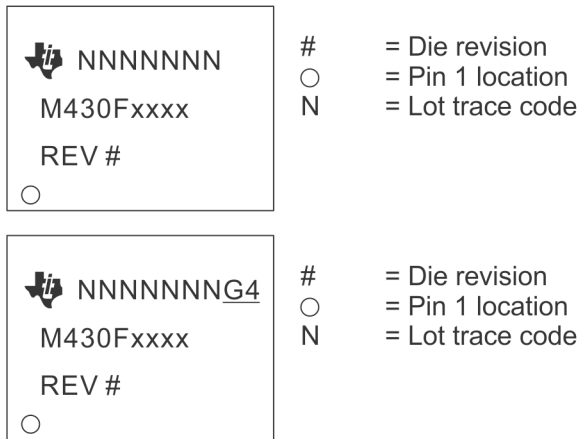 NNNNNNN
M430Fxxxx
REV #
# = Die revision
○ = Pin 1 location
N = Lot trace code
NNNNNNNG4
M430Fxxxx
REV #
# = Die revision
○ = Pin 1 location
N = Lot trace code